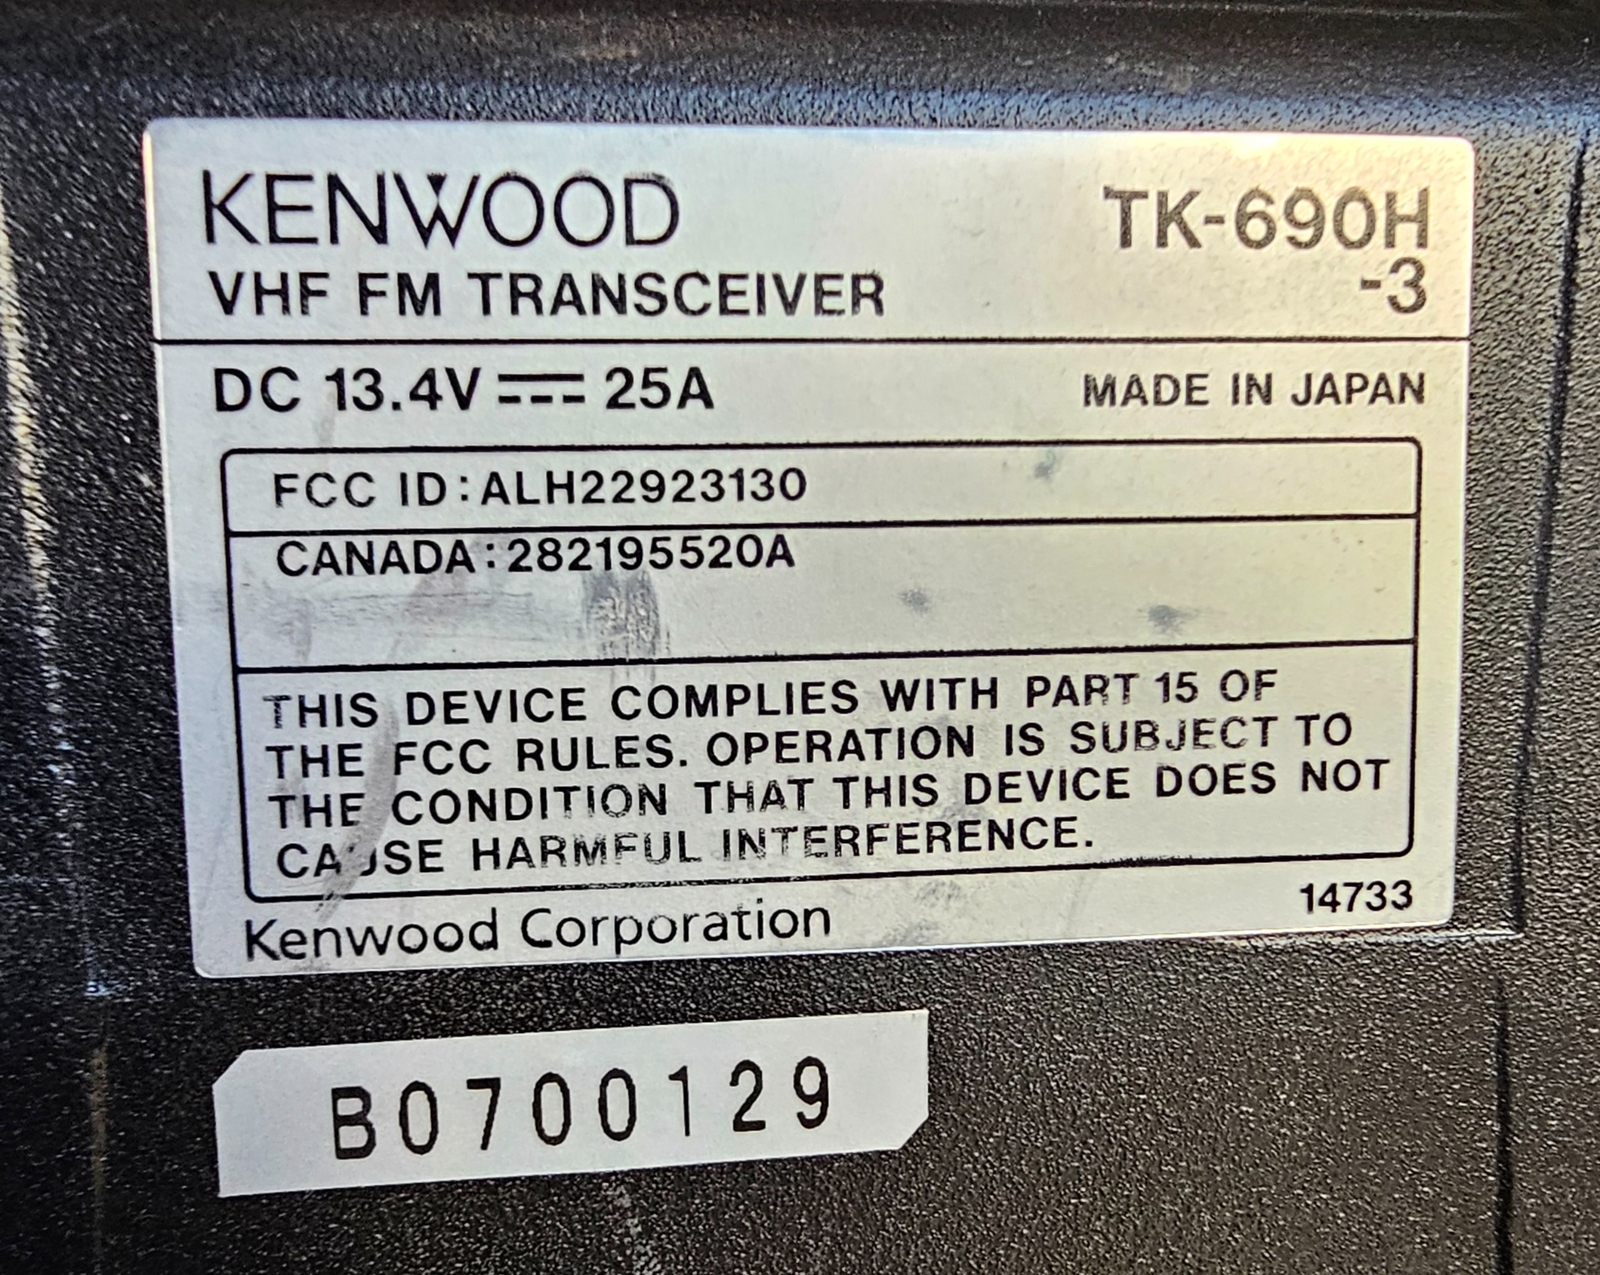 KENWOOD
TK-690H
VHF FM TRANSCEIVER
-3
DC 13.4V ⎓ 25A
MADE IN JAPAN
FCC ID:ALH22923130
CANADA:282195520A
THIS DEVICE COMPLIES WITH PART 15 OF
THE FCC RULES. OPERATION IS SUBJECT TO
THE CONDITION THAT THIS DEVICE DOES NOT
CAUSE HARMFUL INTERFERENCE.
Kenwood Corporation
14733
B0700129